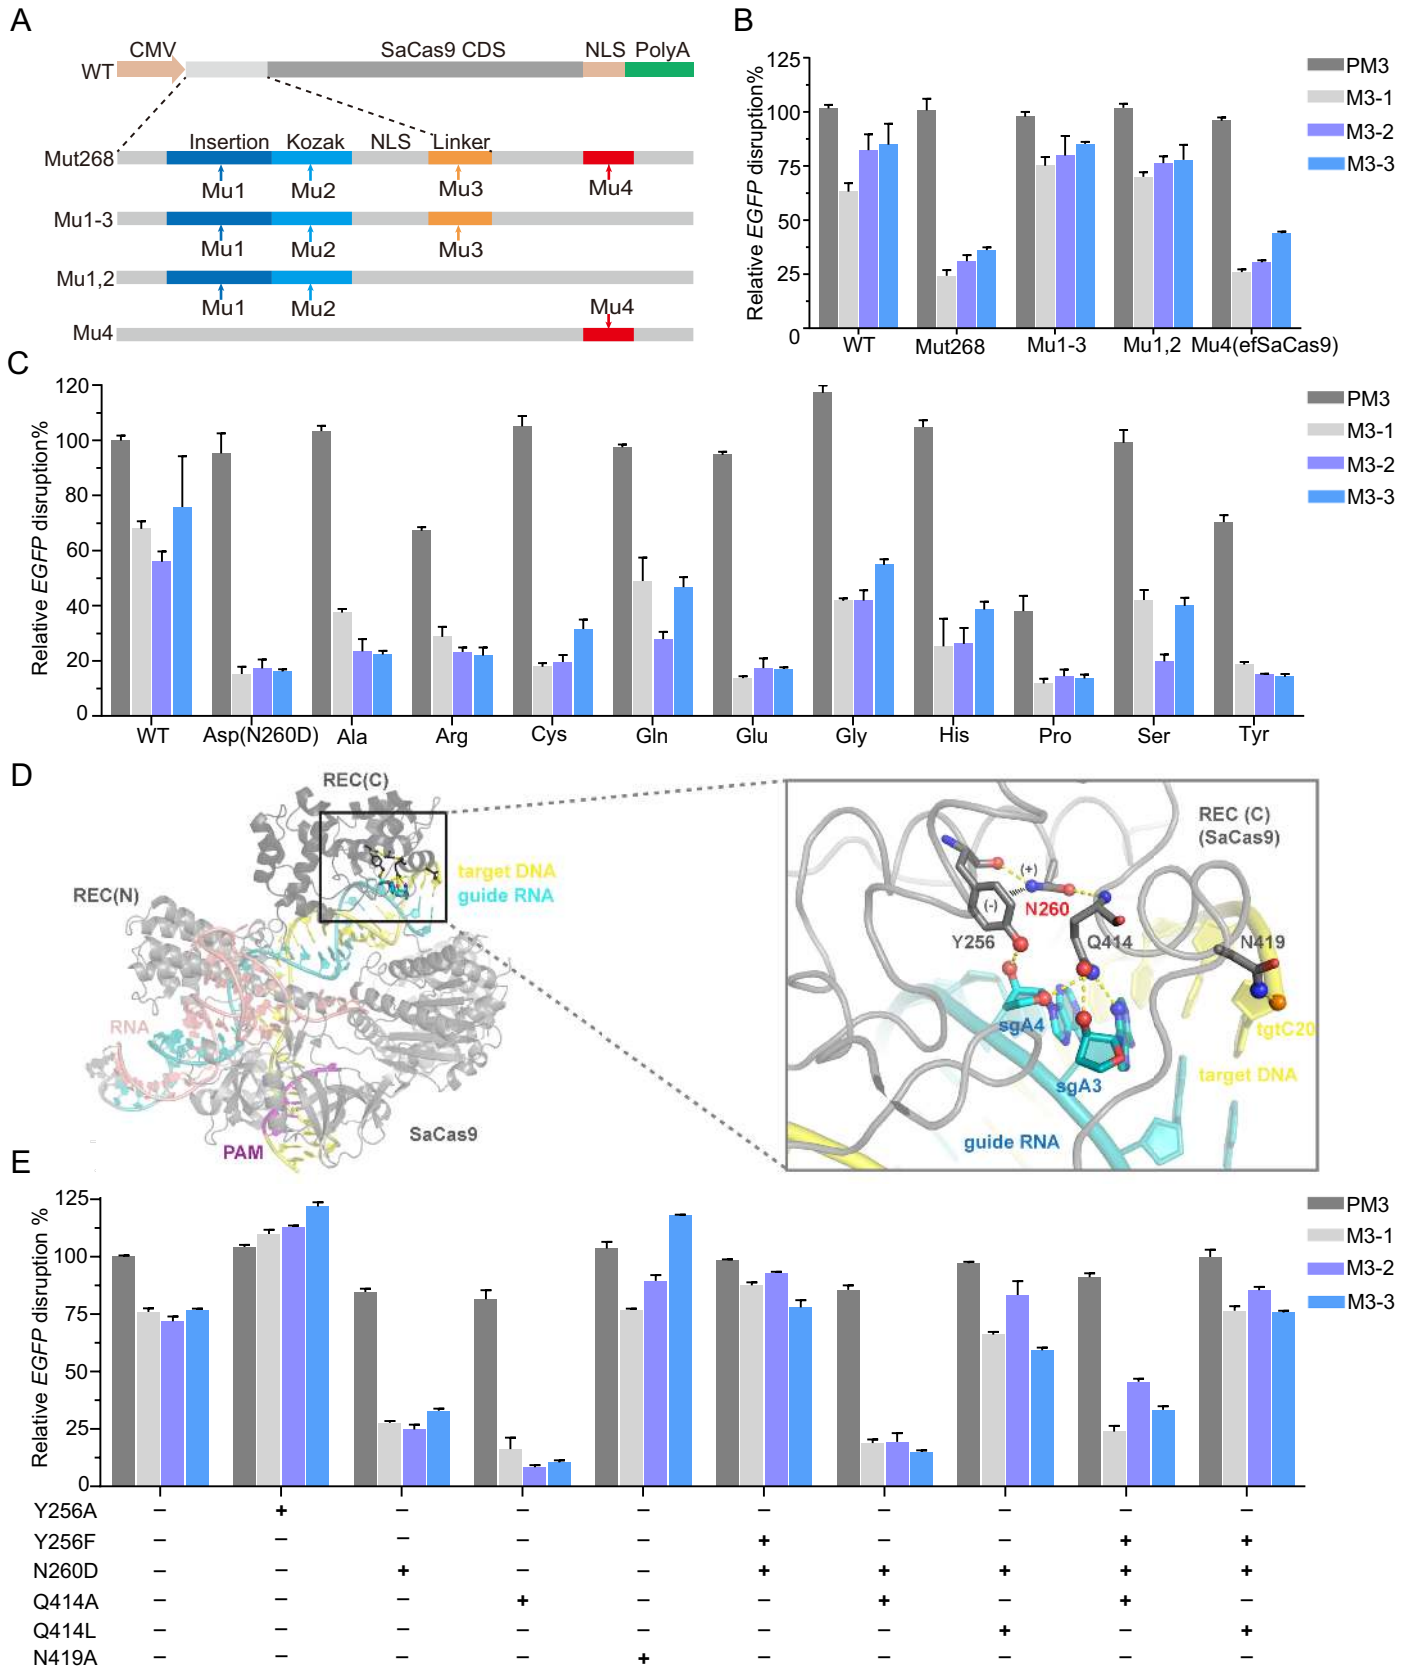 A
CMV
SaCas9 CDS
NLS
PolyA
WT
Insertion
Kozak
NLS
Linker
Mut268
Mu1
Mu2
Mu3
Mu4
Mu1-3
Mu1
Mu2
Mu3
Mu1,2
Mu1
Mu2
Mu4
Mu4
B
Relative EGFP disruption%
125
100
75
50
25
0
WT
Mut268
Mu1-3
Mu1,2
Mu4(efSaCas9)
PM3
M3-1
M3-2
M3-3
C
Relative EGFP disruption%
120
100
80
60
40
20
0
WT
Asp(N260D)
Ala
Arg
Cys
Gln
Glu
Gly
His
Pro
Ser
Tyr
PM3
M3-1
M3-2
M3-3
D
REC(C)
REC(N)
target DNA
guide RNA
RNA
PAM
SaCas9
REC (C)
(SaCas9)
(+)
(-)
N260
Y256
Q414
N419
sgA4
sgA3
tgtC20
target DNA
guide RNA
E
Relative EGFP disruption %
125
100
75
50
25
0
PM3
M3-1
M3-2
M3-3
Y256A − + − − − − − − − −
Y256F − − − − − + − − + +
N260D − − + − − + + + + +
Q414A − − − + − − + − + −
Q414L − − − − − − − + − +
N419A − − − − + − − − − −